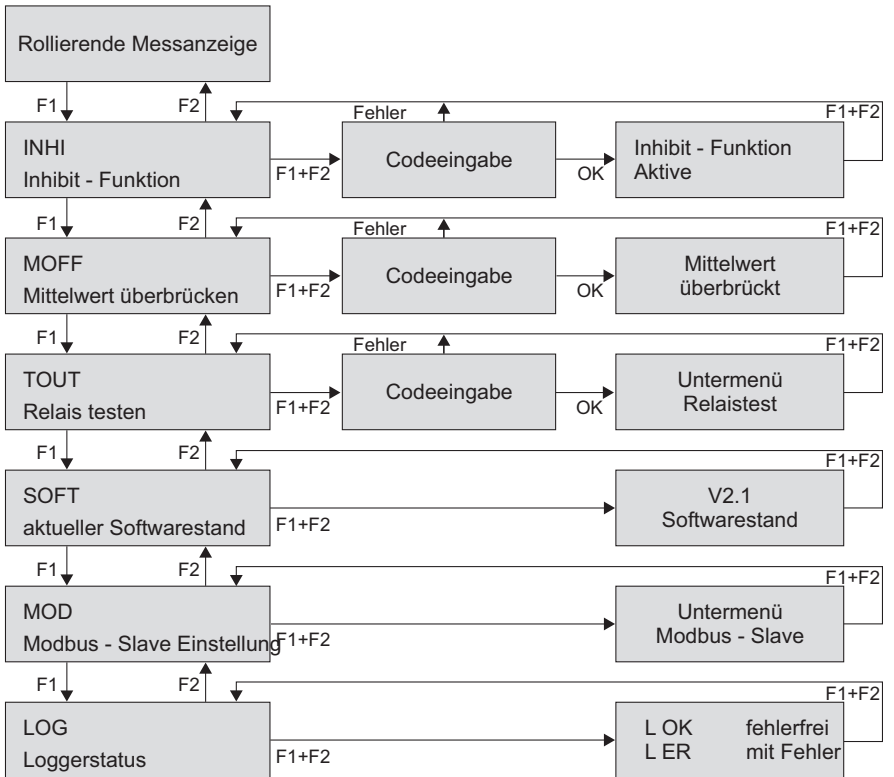 Rollierende Messanzeige
F1
F2
F1+F2
INHI
Inhibit - Funktion
F1+F2
Fehler
Codeeingabe
OK
Inhibit - Funktion
Aktive
F1
F2
F1+F2
MOFF
Mittelwert überbrücken
F1+F2
Fehler
Codeeingabe
OK
Mittelwert
überbrückt
F1
F2
F1+F2
TOUT
Relais testen
F1+F2
Fehler
Codeeingabe
OK
Untermenü
Relaistest
F1
F2
F1+F2
SOFT
aktueller Softwarestand
F1+F2
V2.1
Softwarestand
F1
F2
F1+F2
MOD
Modbus - Slave Einstellung
F1+F2
Untermenü
Modbus - Slave
F1
F2
F1+F2
LOG
Loggerstatus
F1+F2
L OK fehlerfrei
L ER mit Fehler